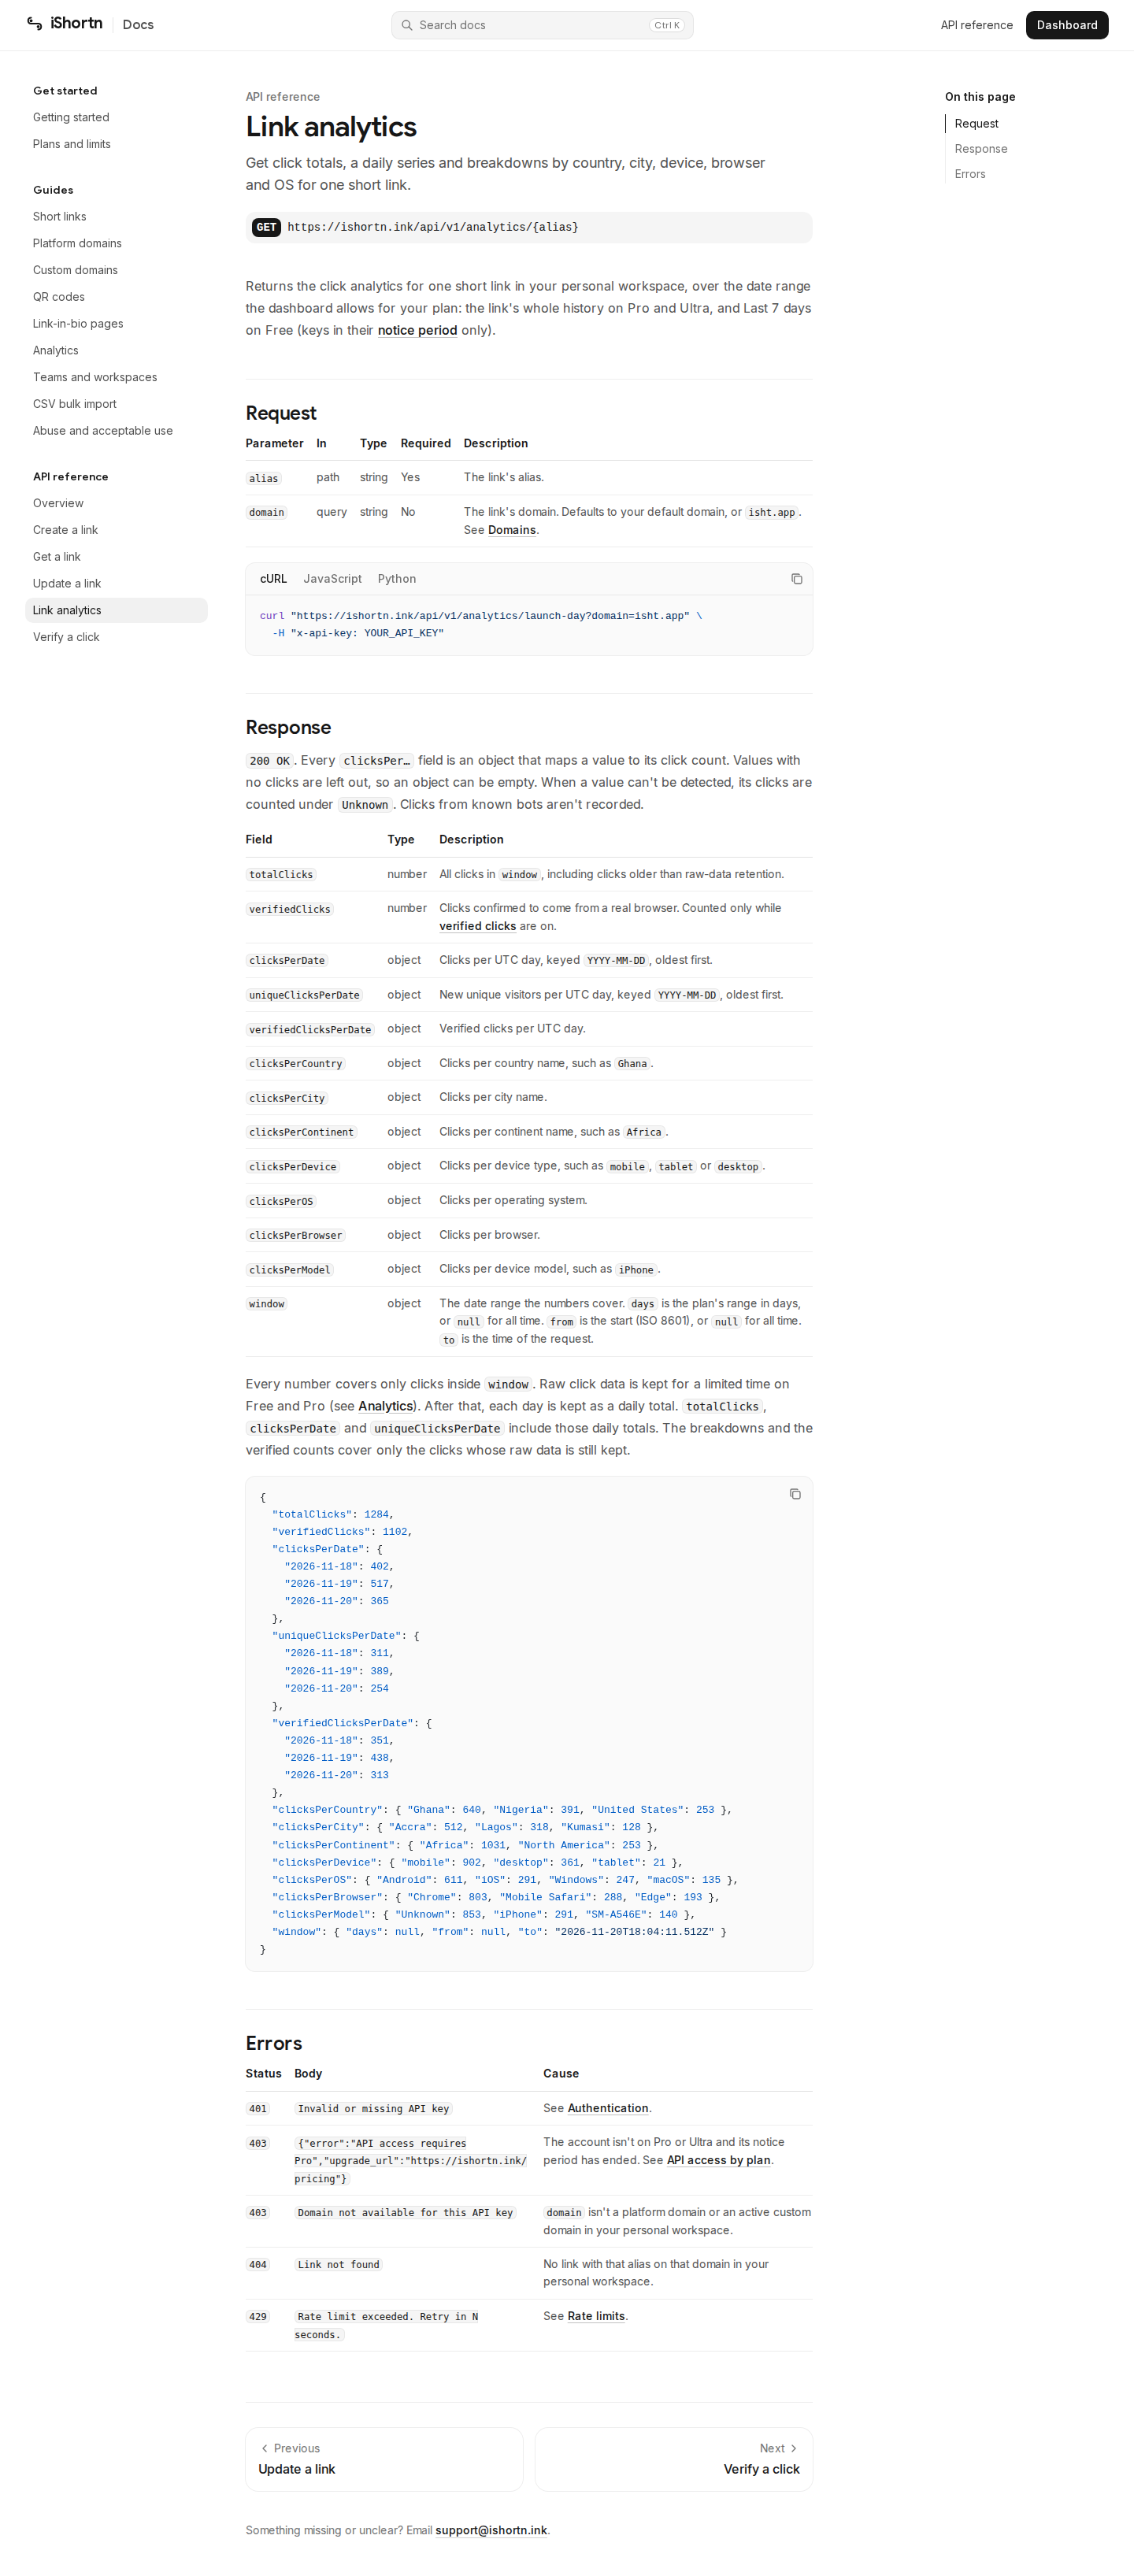 iShortn
Docs
Search docs
Ctrl K
API reference
Dashboard
Get started
Getting started
Plans and limits
Guides
Short links
Platform domains
Custom domains
QR codes
Link-in-bio pages
Analytics
Teams and workspaces
CSV bulk import
Abuse and acceptable use
API reference
Overview
Create a link
Get a link
Update a link
Link analytics
Verify a click
On this page
Request
Response
Errors
API reference
Link analytics
Get click totals, a daily series and breakdowns by country, city, device, browser
and OS for one short link.
GET https://ishortn.ink/api/v1/analytics/{alias}
Returns the click analytics for one short link in your personal workspace, over the date range
the dashboard allows for your plan: the link's whole history on Pro and Ultra, and Last 7 days
on Free (keys in their notice period only).
Request
Parameter In Type Required Description
alias path string Yes The link's alias.
domain query string No The link's domain. Defaults to your default domain, or isht.app.
See Domains.
cURL JavaScript Python
curl "https://ishortn.ink/api/v1/analytics/launch-day?domain=isht.app" \
-H "x-api-key: YOUR_API_KEY"
Response
200 OK. Every clicksPer… field is an object that maps a value to its click count. Values with
no clicks are left out, so an object can be empty. When a value can't be detected, its clicks are
counted under Unknown. Clicks from known bots aren't recorded.
Field Type Description
totalClicks number All clicks in window, including clicks older than raw-data retention.
verifiedClicks number Clicks confirmed to come from a real browser. Counted only while
verified clicks are on.
clicksPerDate object Clicks per UTC day, keyed YYYY-MM-DD, oldest first.
uniqueClicksPerDate object New unique visitors per UTC day, keyed YYYY-MM-DD, oldest first.
verifiedClicksPerDate object Verified clicks per UTC day.
clicksPerCountry object Clicks per country name, such as Ghana.
clicksPerCity object Clicks per city name.
clicksPerContinent object Clicks per continent name, such as Africa.
clicksPerDevice object Clicks per device type, such as mobile, tablet or desktop.
clicksPerOS object Clicks per operating system.
clicksPerBrowser object Clicks per browser.
clicksPerModel object Clicks per device model, such as iPhone.
window object The date range the numbers cover. days is the plan's range in days,
or null for all time. from is the start (ISO 8601), or null for all time.
to is the time of the request.
Every number covers only clicks inside window. Raw click data is kept for a limited time on
Free and Pro (see Analytics). After that, each day is kept as a daily total. totalClicks,
clicksPerDate and uniqueClicksPerDate include those daily totals. The breakdowns and the
verified counts cover only the clicks whose raw data is still kept.
{
"totalClicks": 1284,
"verifiedClicks": 1102,
"clicksPerDate": {
"2026-11-18": 402,
"2026-11-19": 517,
"2026-11-20": 365
},
"uniqueClicksPerDate": {
"2026-11-18": 311,
"2026-11-19": 389,
"2026-11-20": 254
},
"verifiedClicksPerDate": {
"2026-11-18": 351,
"2026-11-19": 438,
"2026-11-20": 313
},
"clicksPerCountry": { "Ghana": 640, "Nigeria": 391, "United States": 253 },
"clicksPerCity": { "Accra": 512, "Lagos": 318, "Kumasi": 128 },
"clicksPerContinent": { "Africa": 1031, "North America": 253 },
"clicksPerDevice": { "mobile": 902, "desktop": 361, "tablet": 21 },
"clicksPerOS": { "Android": 611, "iOS": 291, "Windows": 247, "macOS": 135 },
"clicksPerBrowser": { "Chrome": 803, "Mobile Safari": 288, "Edge": 193 },
"clicksPerModel": { "Unknown": 853, "iPhone": 291, "SM-A546E": 140 },
"window": { "days": null, "from": null, "to": "2026-11-20T18:04:11.512Z" }
}
Errors
Status Body Cause
401 Invalid or missing API key See Authentication.
403 {"error":"API access requires The account isn't on Pro or Ultra and its notice
Pro","upgrade_url":"https://ishortn.ink/ period has ended. See API access by plan.
pricing"}
403 Domain not available for this API key domain isn't a platform domain or an active custom
domain in your personal workspace.
404 Link not found No link with that alias on that domain in your
personal workspace.
429 Rate limit exceeded. Retry in N See Rate limits.
seconds.
Previous
Update a link
Next
Verify a click
Something missing or unclear? Email support@ishortn.ink.